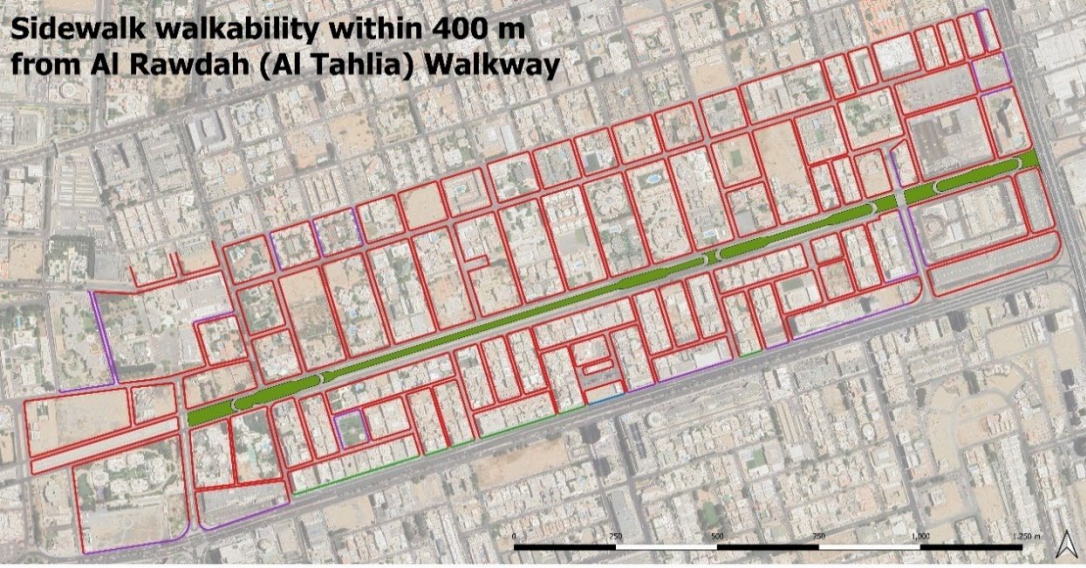 Sidewalk walkability within 400 m
from Al Rawdah (Al Tahlia) Walkway
0 250 500 750 1,000 1,250 m